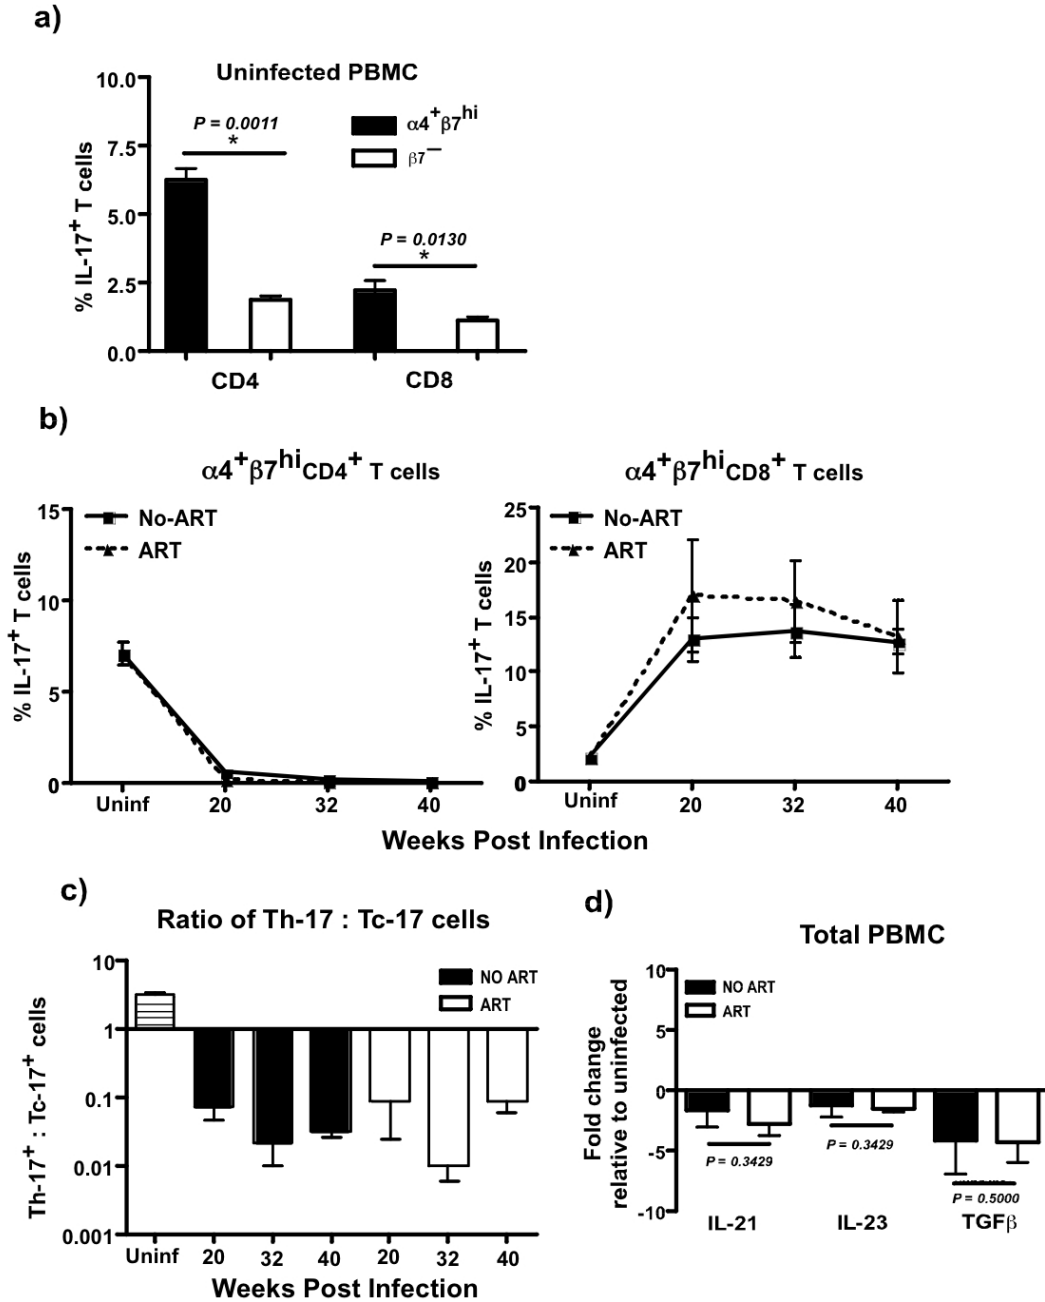 a)
Uninfected PBMC
% IL-17+ T cells
10.0
7.5
5.0
2.5
0.0
P = 0.0011
*
α4+β7hi
β7−
P = 0.0130
*
CD4
CD8
b)
α4+β7hiCD4+ T cells
% IL-17+ T cells
15
10
5
0
No-ART
ART
Uninf
20
32
40
α4+β7hiCD8+ T cells
% IL-17+ T cells
25
20
15
10
5
0
No-ART
ART
Uninf
20
32
40
Weeks Post Infection
c)
Ratio of Th-17 : Tc-17 cells
Th-17+ : Tc-17+ cells
10
1
0.1
0.01
0.001
NO ART
ART
Uninf
20
32
40
20
32
40
Weeks Post Infection
d)
Total PBMC
Fold change
relative to uninfected
10
5
0
-5
-10
NO ART
ART
P = 0.3429
P = 0.3429
P = 0.5000
IL-21
IL-23
TGFβ